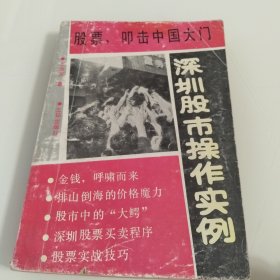 股票、叩击中国大门
深圳股市操作实例
● 金钱，呼啸而来
● 排山倒海的价格魔力
● 股市中的“大鳄”
● 深圳股票买卖程序
● 股票实战技巧